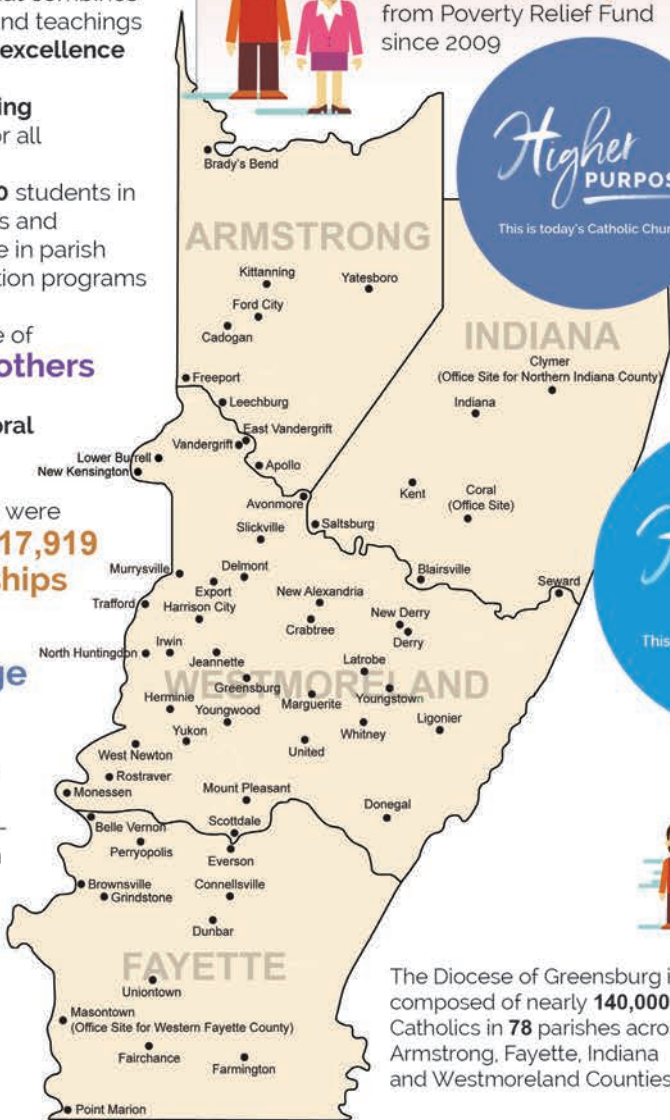 and teachings
excellence
from Poverty Relief Fund
since 2009
ing
or all
0 students in
s and
e in parish
tion programs
e of
others
oral
were
17,919
ships
ge
Higher
PURPOS
This is today's Catholic Chur
Brady's Bend
ARMSTRONG
Kittanning
Yatesboro
Ford City
Cadogan
Freeport
Leechburg
INDIANA
Clymer
(Office Site for Northern Indiana County)
Indiana
East Vandergrift
Vandergrift
Lower Burrell
New Kensington
Apollo
Kent
Coral
(Office Site)
Avonmore
Saltsburg
Slickville
Murrysville
Delmont
Blairsville
Export
New Alexandria
Seward
Trafford
Harrison City
Crabtree
New Derry
Derry
Irwin
North Huntingdon
Jeannette
Latrobe
WESTMORELAND
Greensburg
Herminie
Youngwood
Marguerite
Youngstown
Ligonier
Yukon
Whitney
West Newton
United
Rostraver
Monessen
Mount Pleasant
Donegal
Belle Vernon
Scottdale
Perryopolis
Everson
Brownsville
Grindstone
Connellsville
Dunbar
FAYETTE
Uniontown
Masontown
(Office Site for Western Fayette County)
Fairchance
Farmington
Point Marion
This
The Diocese of Greensburg i
composed of nearly 140,000
Catholics in 78 parishes acro
Armstrong, Fayette, Indiana
and Westmoreland Counties